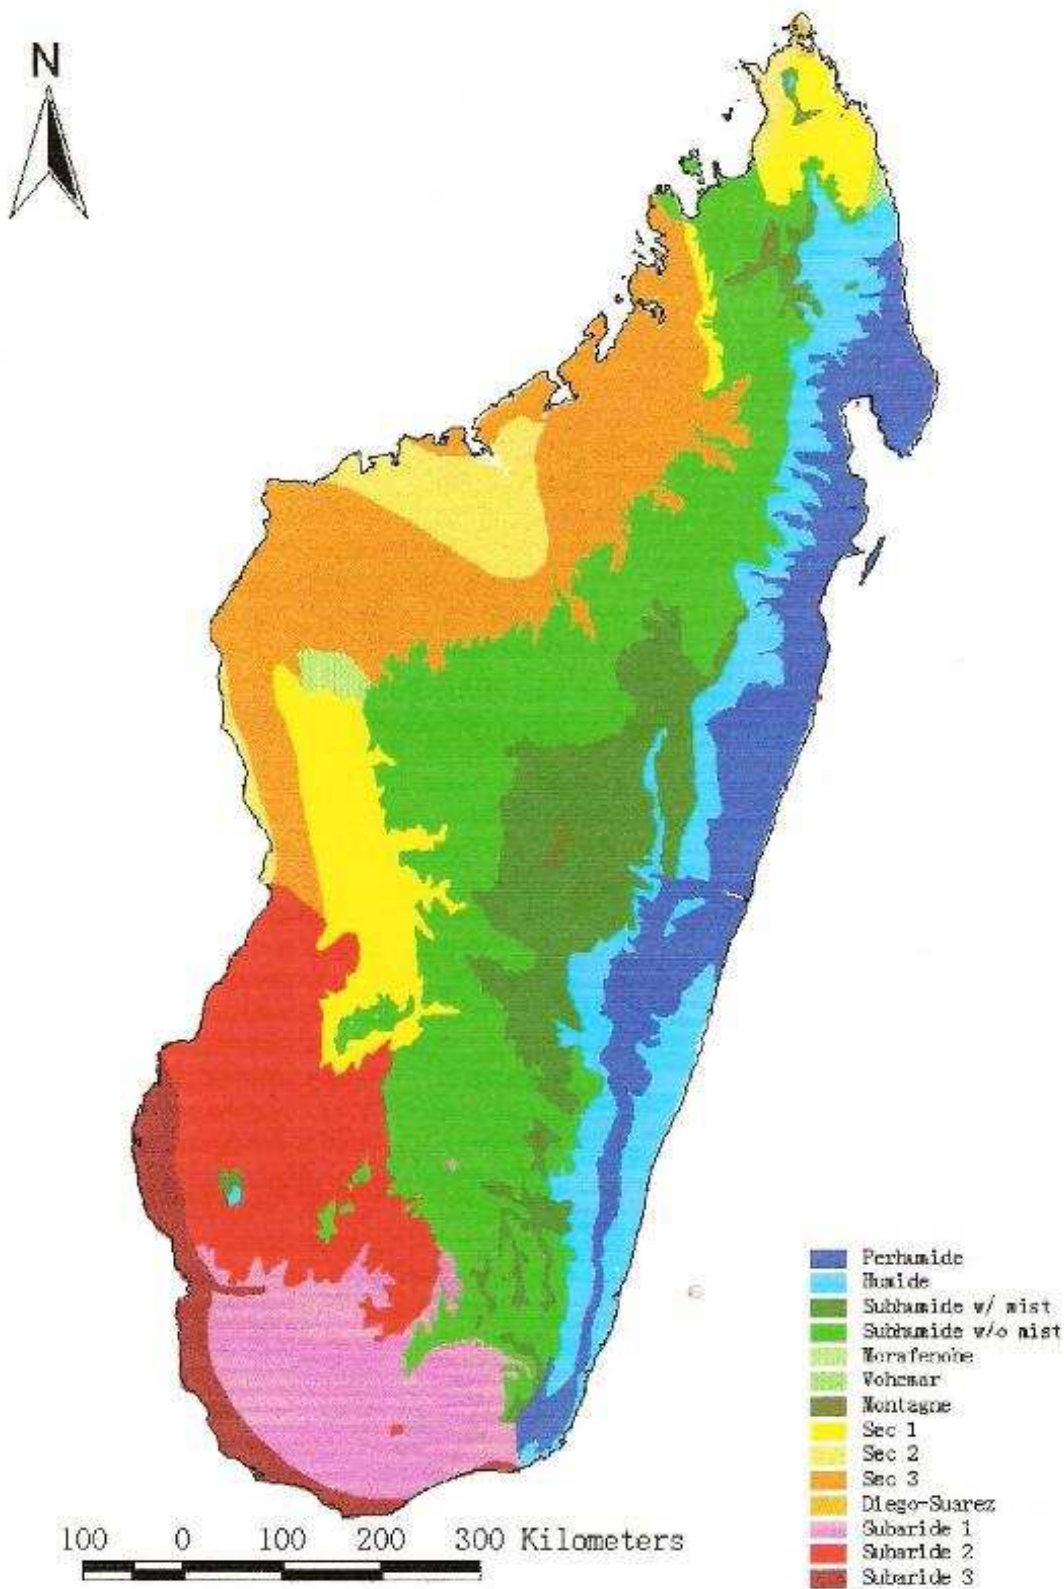 N
Perhumide
Humide
Subhumide w/ mist
Subhumide w/o mist
Morafenobe
Vohemar
Montagne
Sec 1
Sec 2
Sec 3
Diego-Suarez
Subaride 1
Subaride 2
Subaride 3
100 0 100 200 300 Kilometers